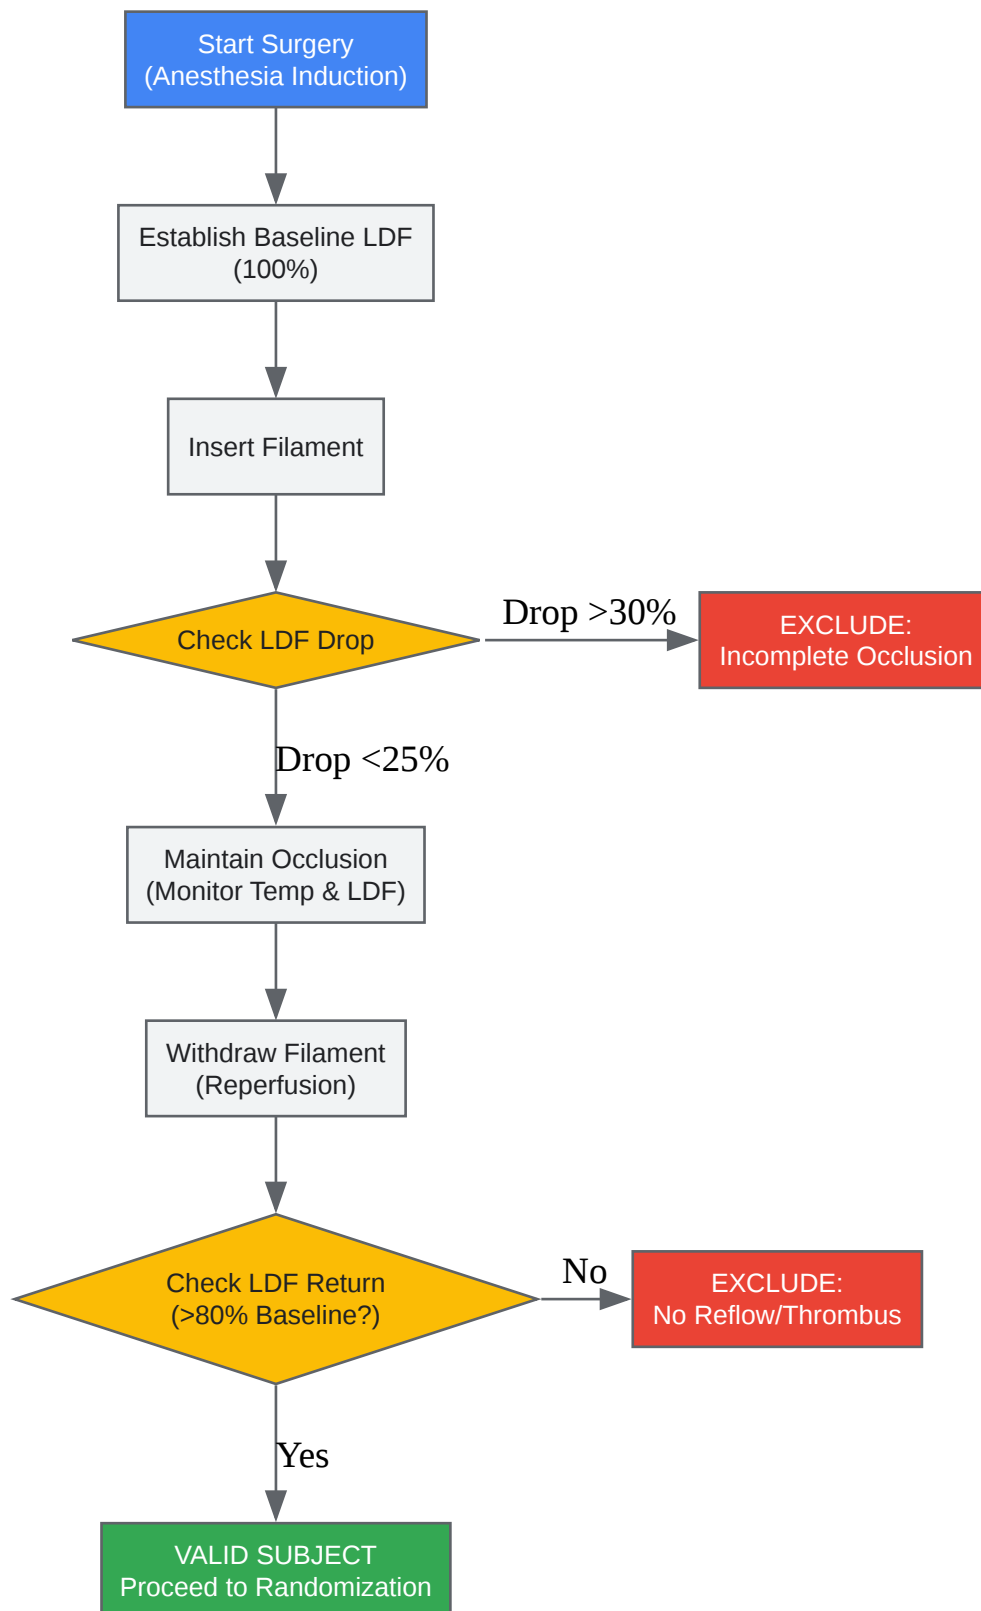 Start Surgery
(Anesthesia Induction)
Establish Baseline LDF
(100%)
Insert Filament
Check LDF Drop
Drop >30%
EXCLUDE:
Incomplete Occlusion
Drop <25%
Maintain Occlusion
(Monitor Temp & LDF)
Withdraw Filament
(Reperfusion)
Check LDF Return
(>80% Baseline?)
No
EXCLUDE:
No Reflow/Thrombus
Yes
VALID SUBJECT
Proceed to Randomization